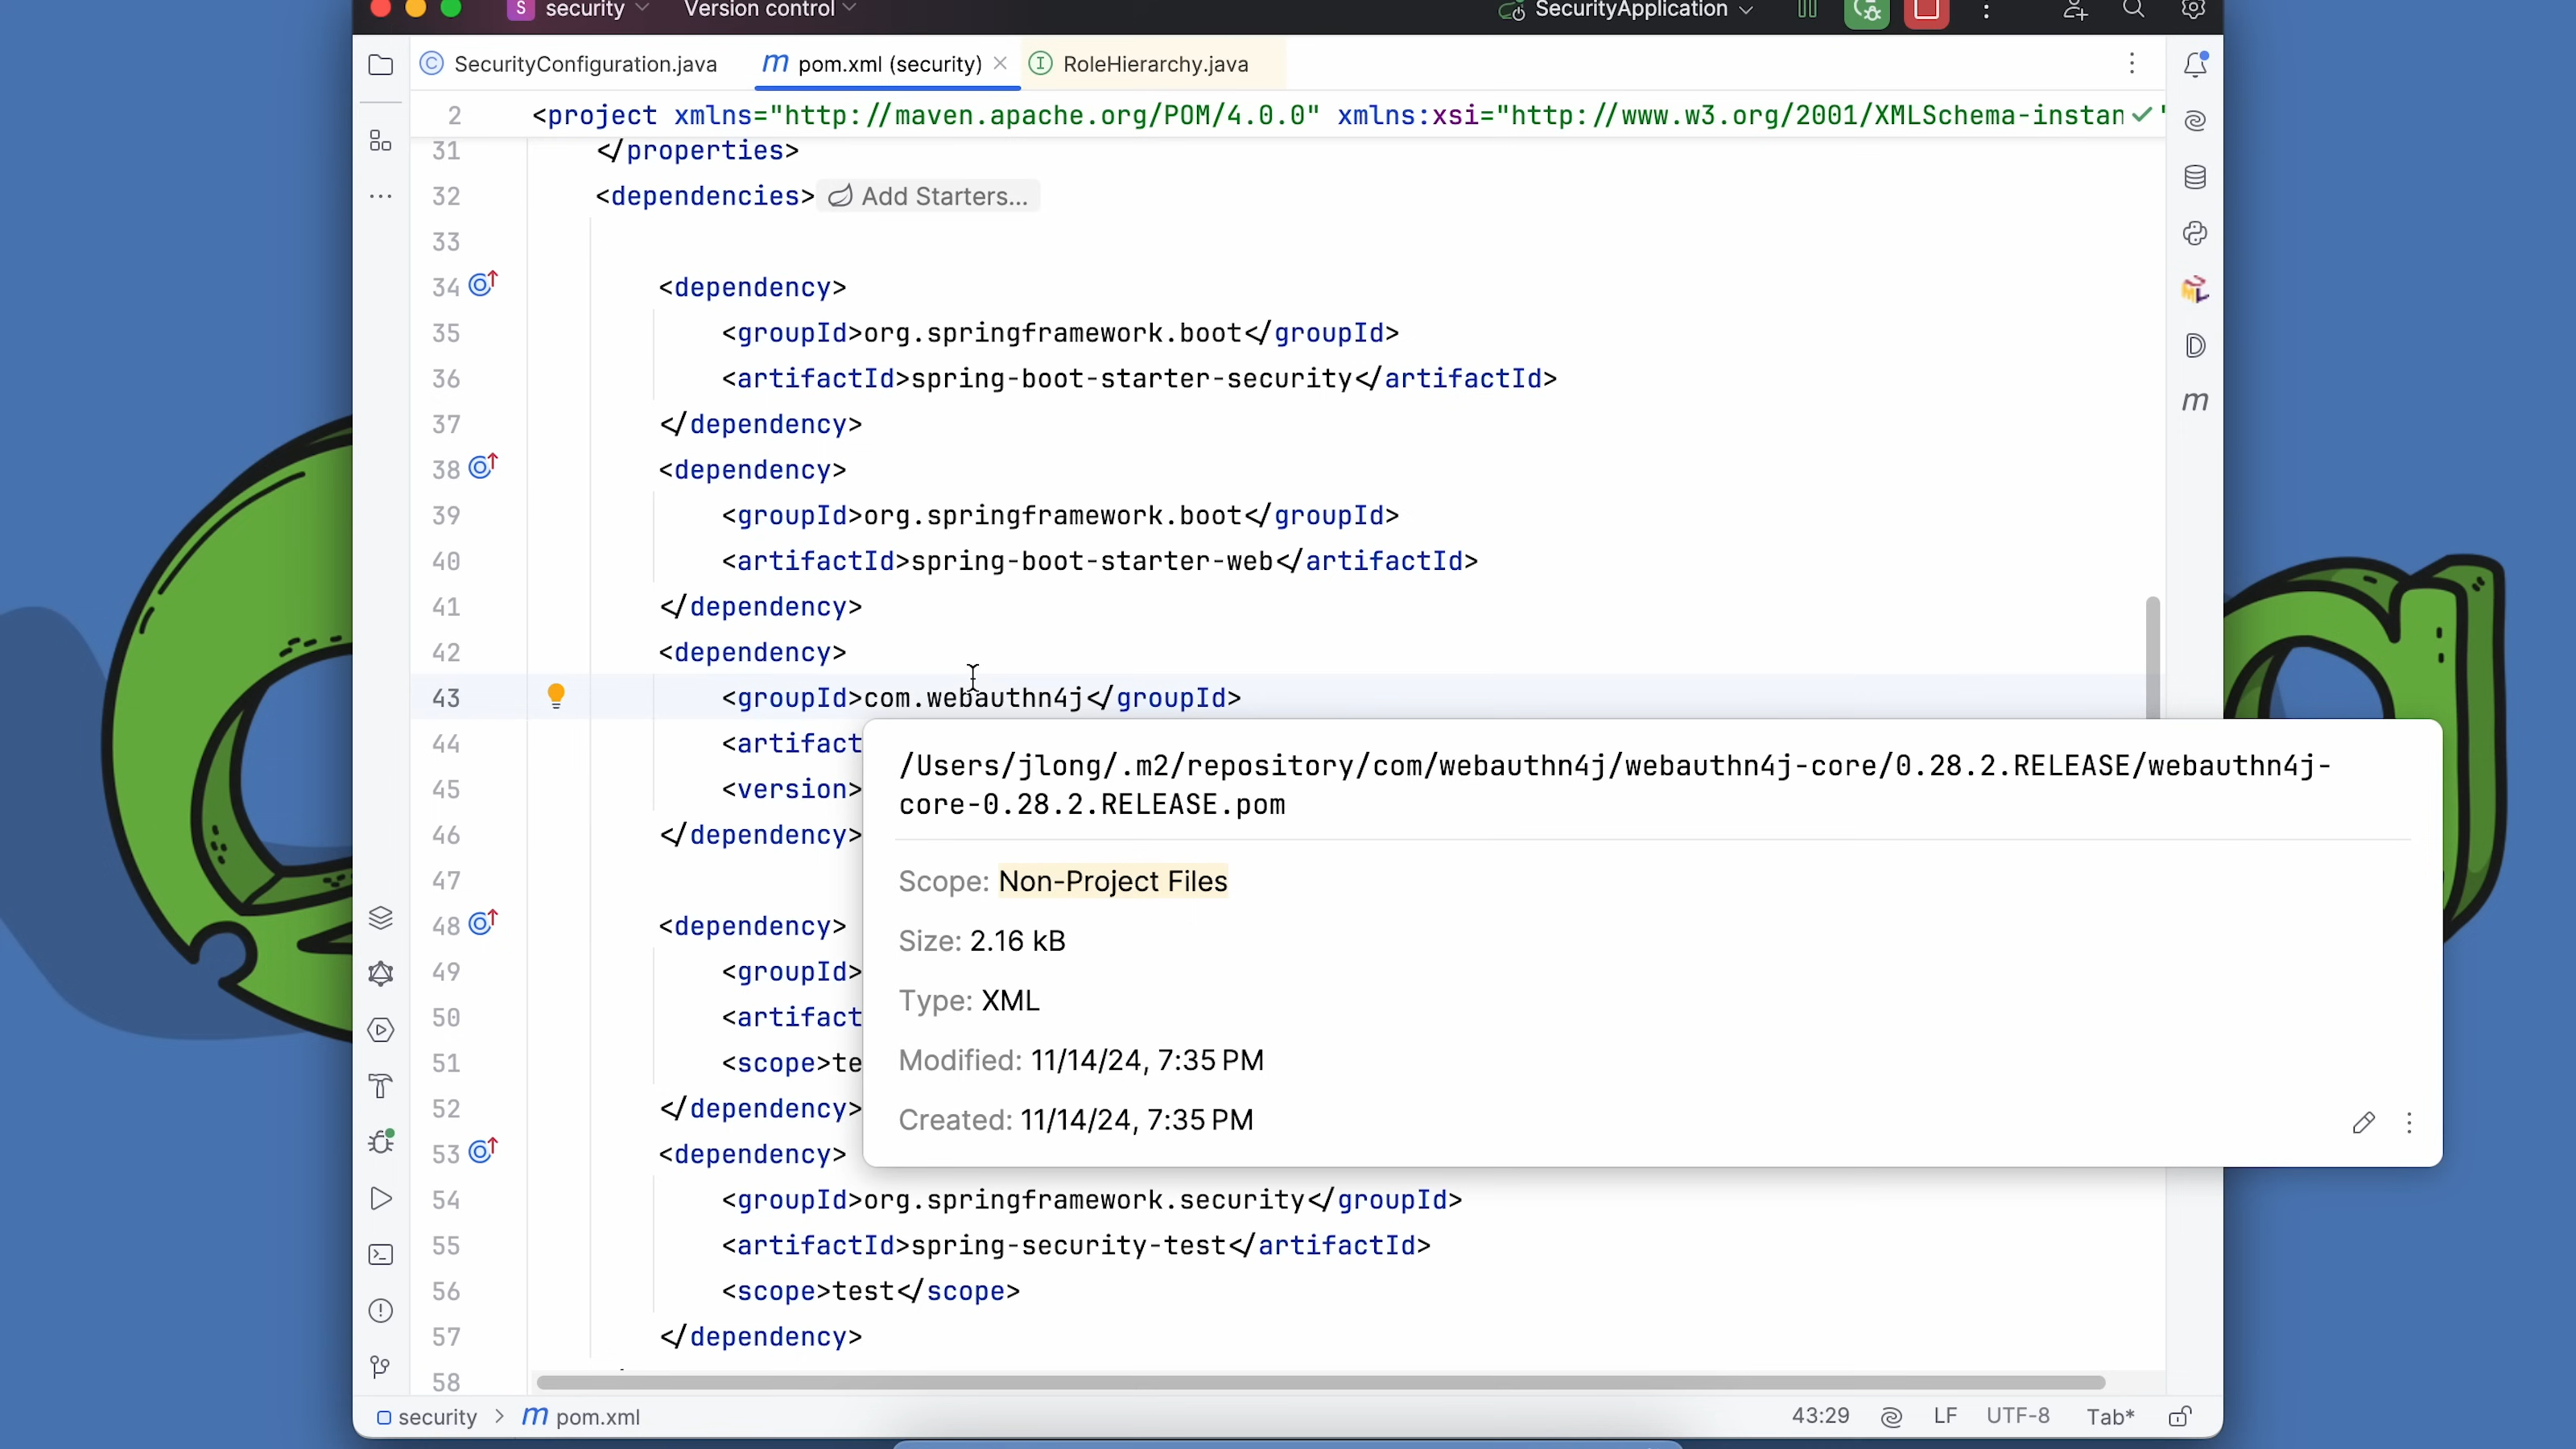 S security Version control SecurityApplication
SecurityConfiguration.java pom.xml (security) RoleHierarchy.java
2 <project xmlns="http://maven.apache.org/POM/4.0.0" xmlns:xsi="http://www.w3.org/2001/XMLSchema-instan
31 </properties>
32 <dependencies> Add Starters...
33
34 <dependency>
35 <groupId>org.springframework.boot</groupId>
36 <artifactId>spring-boot-starter-security</artifactId>
37 </dependency>
38 <dependency>
39 <groupId>org.springframework.boot</groupId>
40 <artifactId>spring-boot-starter-web</artifactId>
41 </dependency>
42 <dependency>
43 <groupId>com.webauthn4j</groupId>
44 <artifact
45 <version>
46 </dependency>
47
48 <dependency>
49 <groupId>
50 <artifact
51 <scope>te
52 </dependency>
53 <dependency>
54 <groupId>org.springframework.security</groupId>
55 <artifactId>spring-security-test</artifactId>
56 <scope>test</scope>
57 </dependency>
58
/Users/jlong/.m2/repository/com/webauthn4j/webauthn4j-core/0.28.2.RELEASE/webauthn4j-
core-0.28.2.RELEASE.pom
Scope: Non-Project Files
Size: 2.16 kB
Type: XML
Modified: 11/14/24, 7:35 PM
Created: 11/14/24, 7:35 PM
security > m pom.xml 43:29 LF UTF-8 Tab*